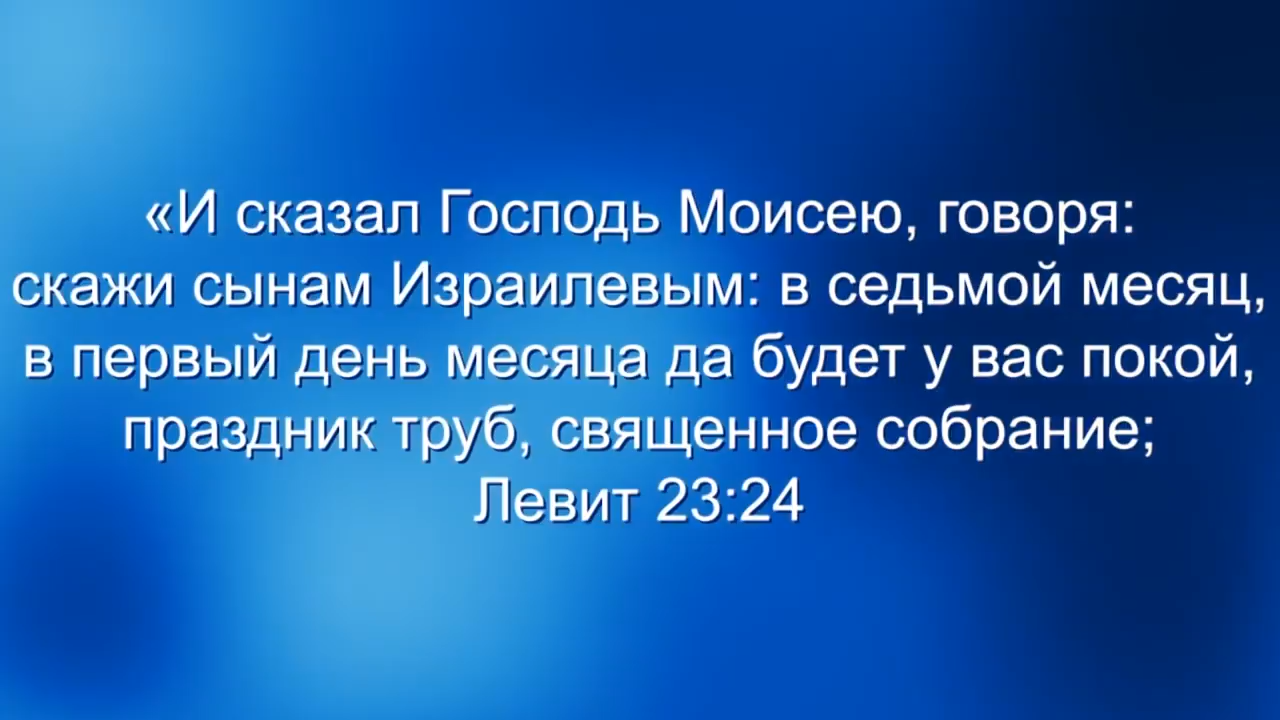 «И сказал Господь Моисею, говоря:
скажи сынам Израилевым: в седьмой месяц,
в первый день месяца да будет у вас покой,
праздник труб, священное собрание;
Левит 23:24